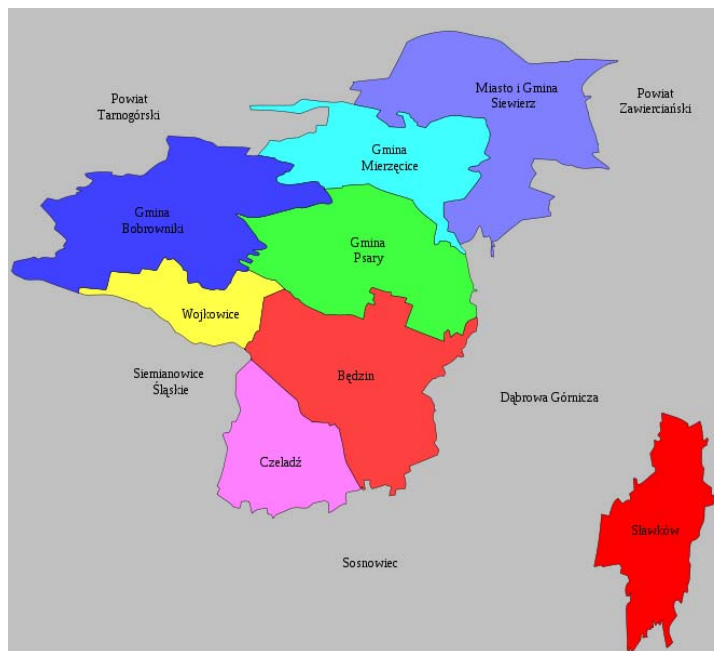 Miasto i Gmina
Siewierz
Powiat
Zawierciański
Powiat
Tarnogórski
Gmina
Mierzęcice
Gmina
Bobrowniki
Gmina
Psary
Wojkowice
Siemianowice
Śląskie
Będzin
Dąbrowa Górnicza
Czeladź
Sławków
Sosnowiec